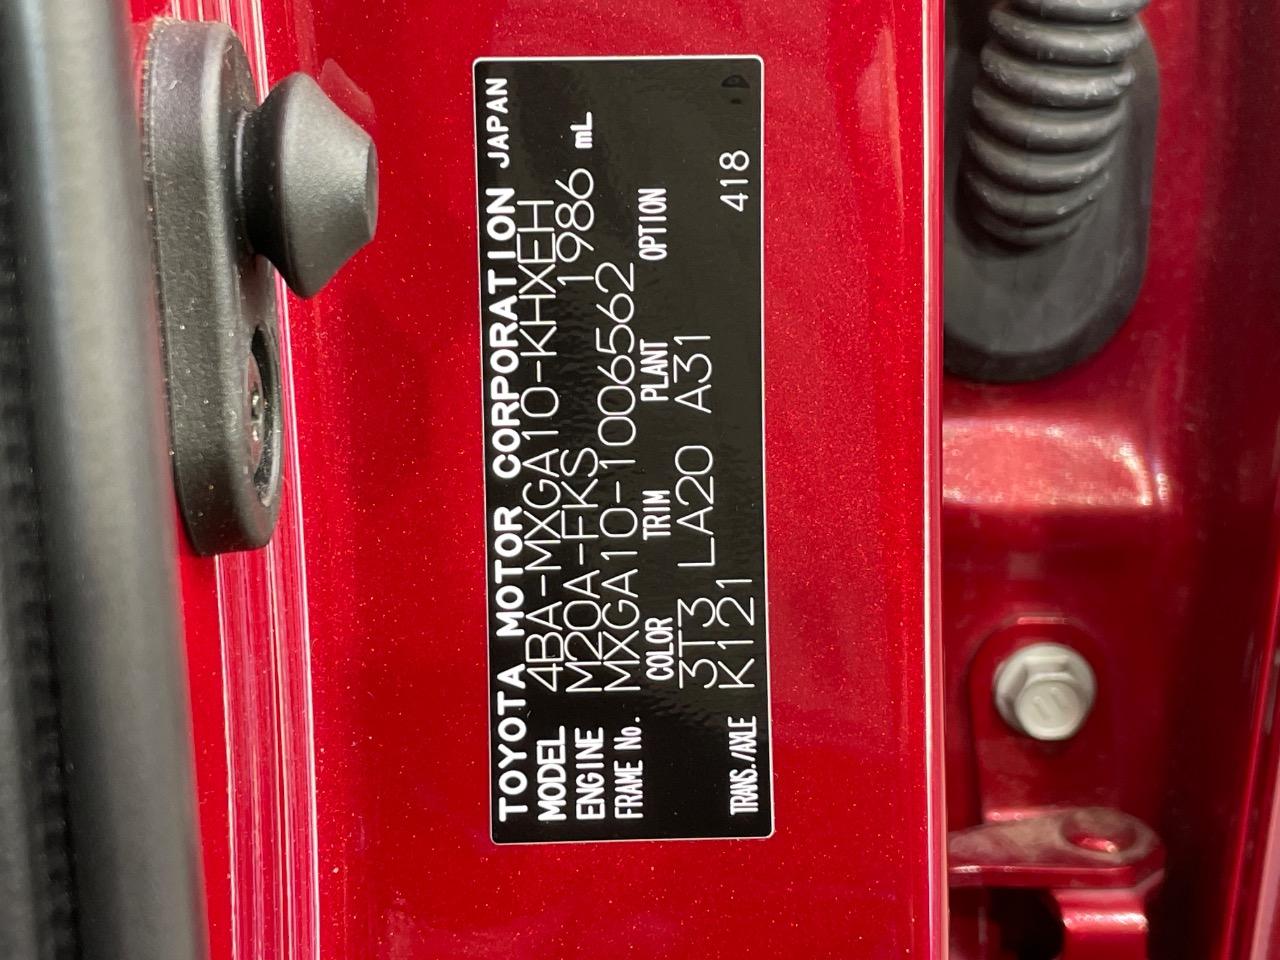 TOYOTA MOTOR CORPORATION JAPAN
MODEL 4BA-MXGA10-KHXEH
ENGINE M20A-FKS 1986 mL
FRAME No. MXGA10-1006562
COLOR TRIM PLANT OPTION
3T3 LA20 A31
TRANS./AXLE K121 418